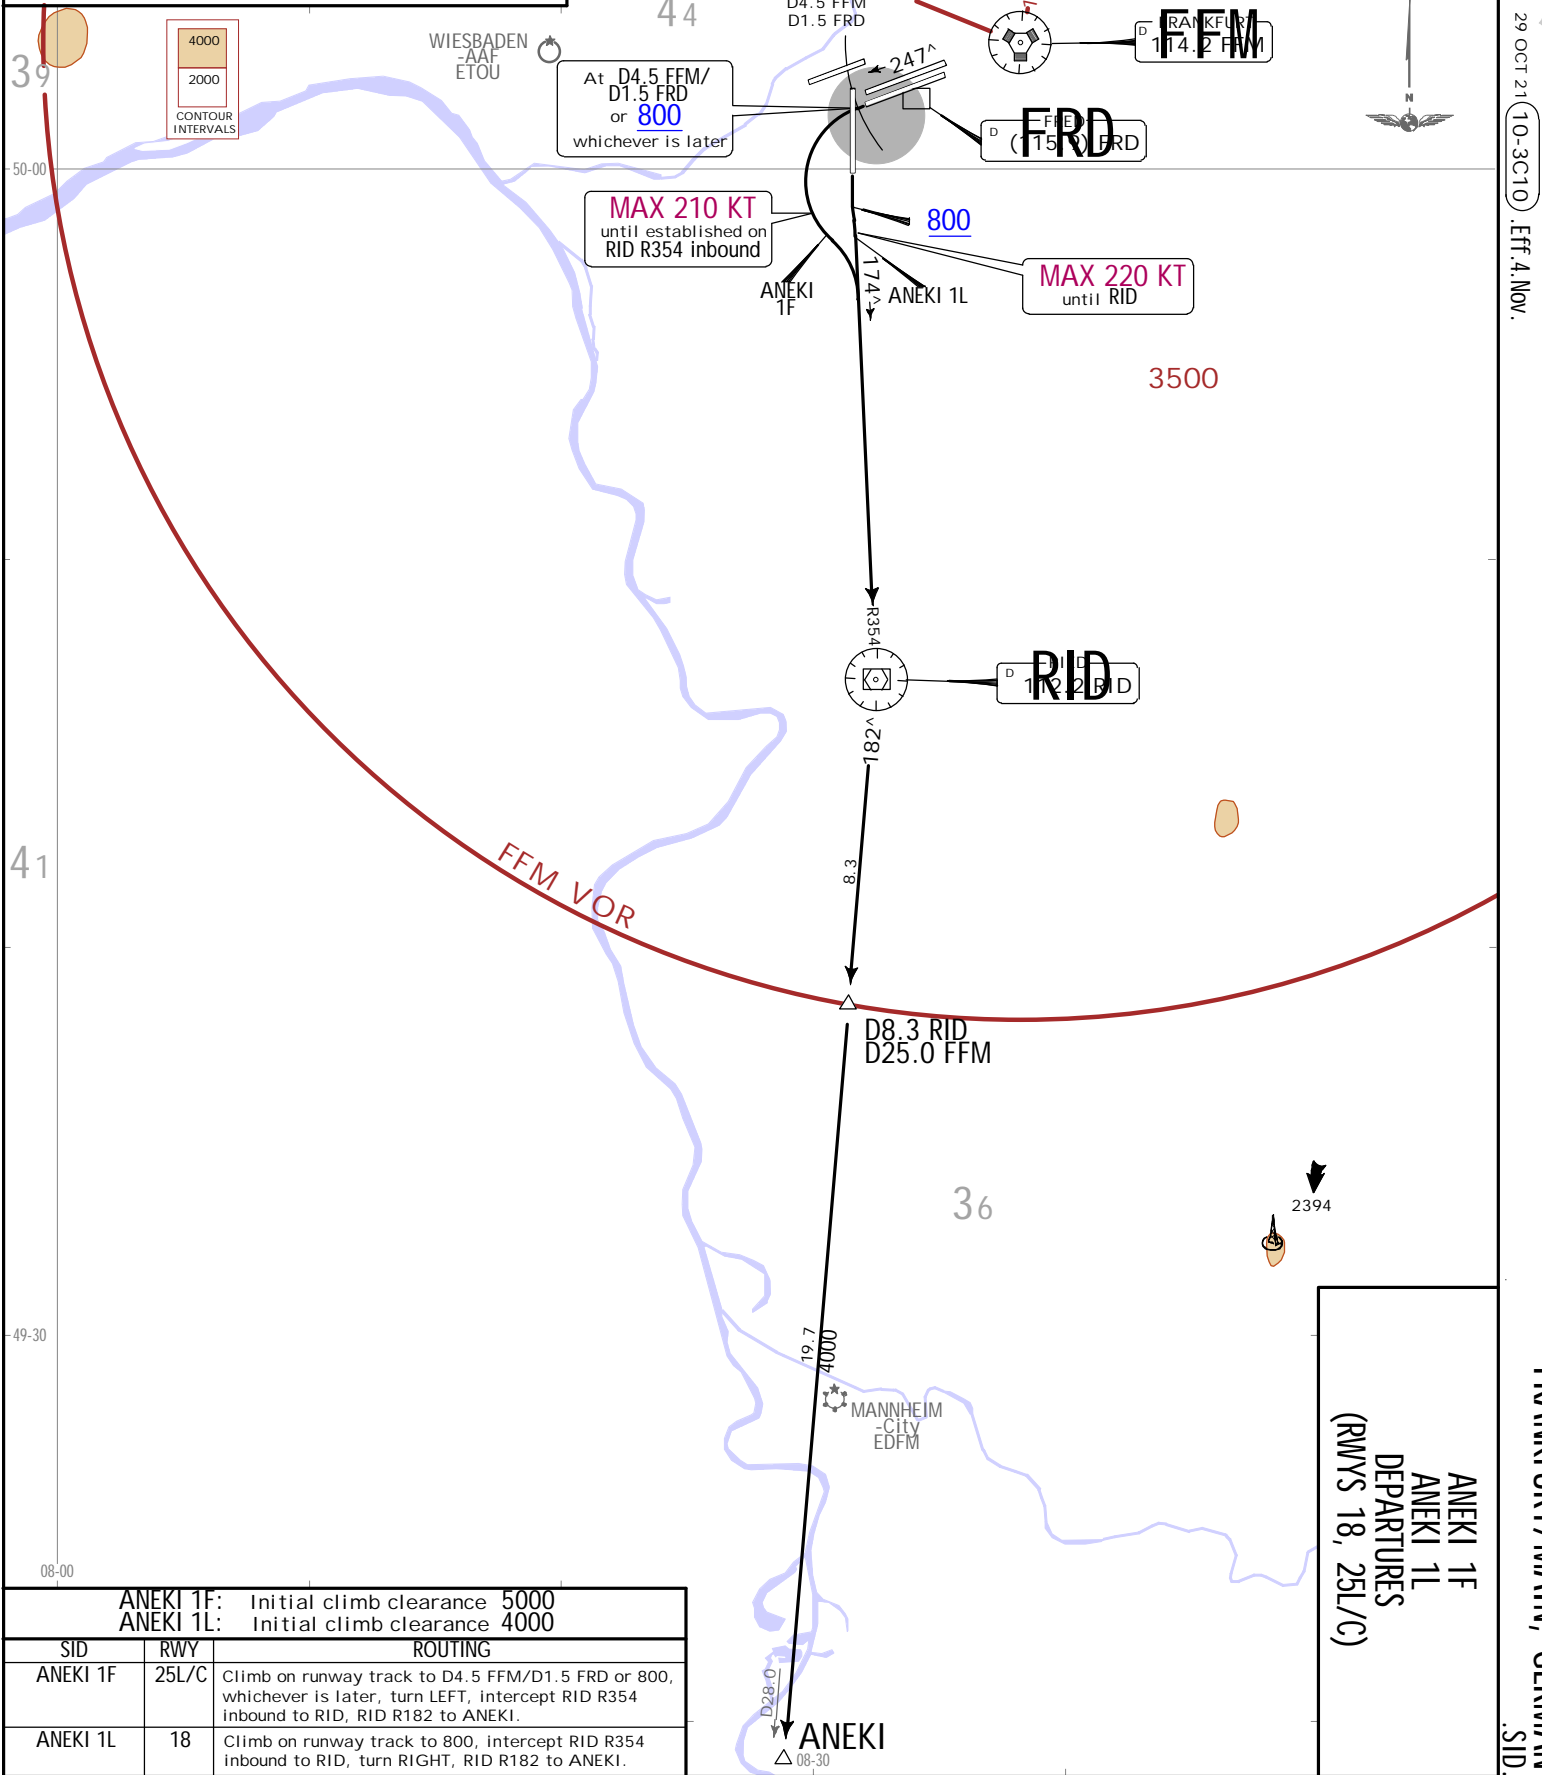 44
D4.5 FFM
D1.5 FRD
WIESBADEN
-AAF
ETOU
4000
2000
CONTOUR
INTERVALS
39
FRANKFURT
D
114.2 FFM
FFM
247^
At D4.5 FFM/
D1.5 FRD
or 800
whichever is later
N
29 OCT 21
10-3C10
.Eff.4.Nov.
FRED
D
(115.9) FRD
FRD
50-00
MAX 210 KT
until established on
RID R354 inbound
800
174^
ANEKI
1F
ANEKI 1L
MAX 220 KT
until RID
3500
R354
RID
D
112.2 RID
RID
182^
41
8.3
FFM VOR
D8.3 RID
D25.0 FFM
36
2394
49-30
19.7
4000
MANNHEIM
-City
EDFM
ANEKI 1F
ANEKI 1L
DEPARTURES
(RWYS 18, 25L/C)
.SID.
08-00
ANEKI 1F: Initial climb clearance 5000
ANEKI 1L: Initial climb clearance 4000
SID RWY ROUTING
ANEKI 1F 25L/C Climb on runway track to D4.5 FFM/D1.5 FRD or 800,
whichever is later, turn LEFT, intercept RID R354
inbound to RID, RID R182 to ANEKI.
ANEKI 1L 18 Climb on runway track to 800, intercept RID R354
inbound to RID, turn RIGHT, RID R182 to ANEKI.
D28.0
ANEKI
08-30